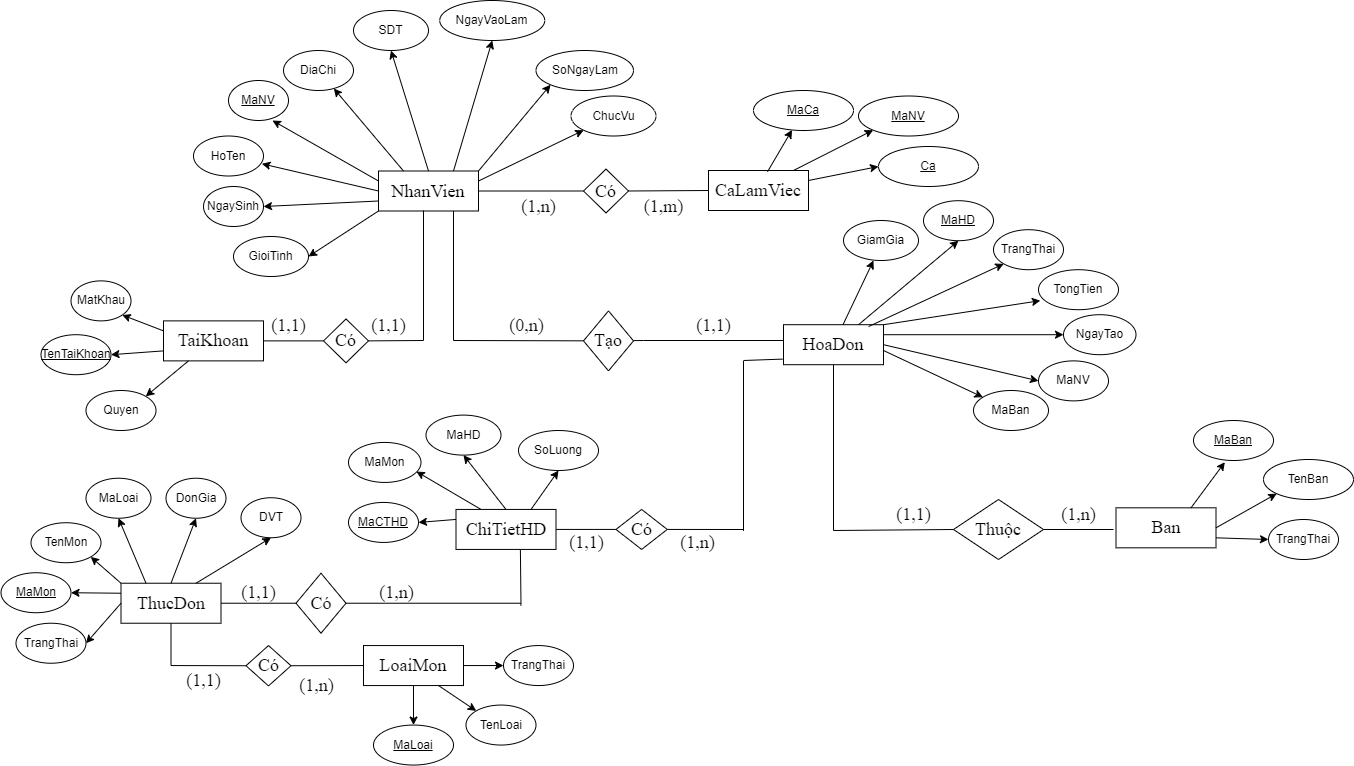 NgayVaoLam
SDT
DiaChi
SoNgayLam
MaNV
ChucVu
MaCa
MaNV
HoTen
Ca
NhanVien
Có
CaLamViec
(1,n)
(1,m)
NgaySinh
GioiTinh
MaHD
GiamGia
TrangThai
TongTien
MatKhau
(1,1)
(1,1)
(0,n)
(1,1)
NgayTao
TaiKhoan
Có
Tạo
HoaDon
TenTaiKhoan
MaNV
Quyen
MaBan
MaHD
MaMon
SoLuong
MaBan
TenBan
MaLoai
DonGia
DVT
MaCTHD
ChiTietHD
Có
(1,1)
(1,n)
(1,1)
Thuộc
(1,n)
Ban
TrangThai
TenMon
MaMon
ThucDon
(1,1)
Có
(1,n)
TrangThai
Có
LoaiMon
TrangThai
(1,1)
(1,n)
TenLoai
MaLoai